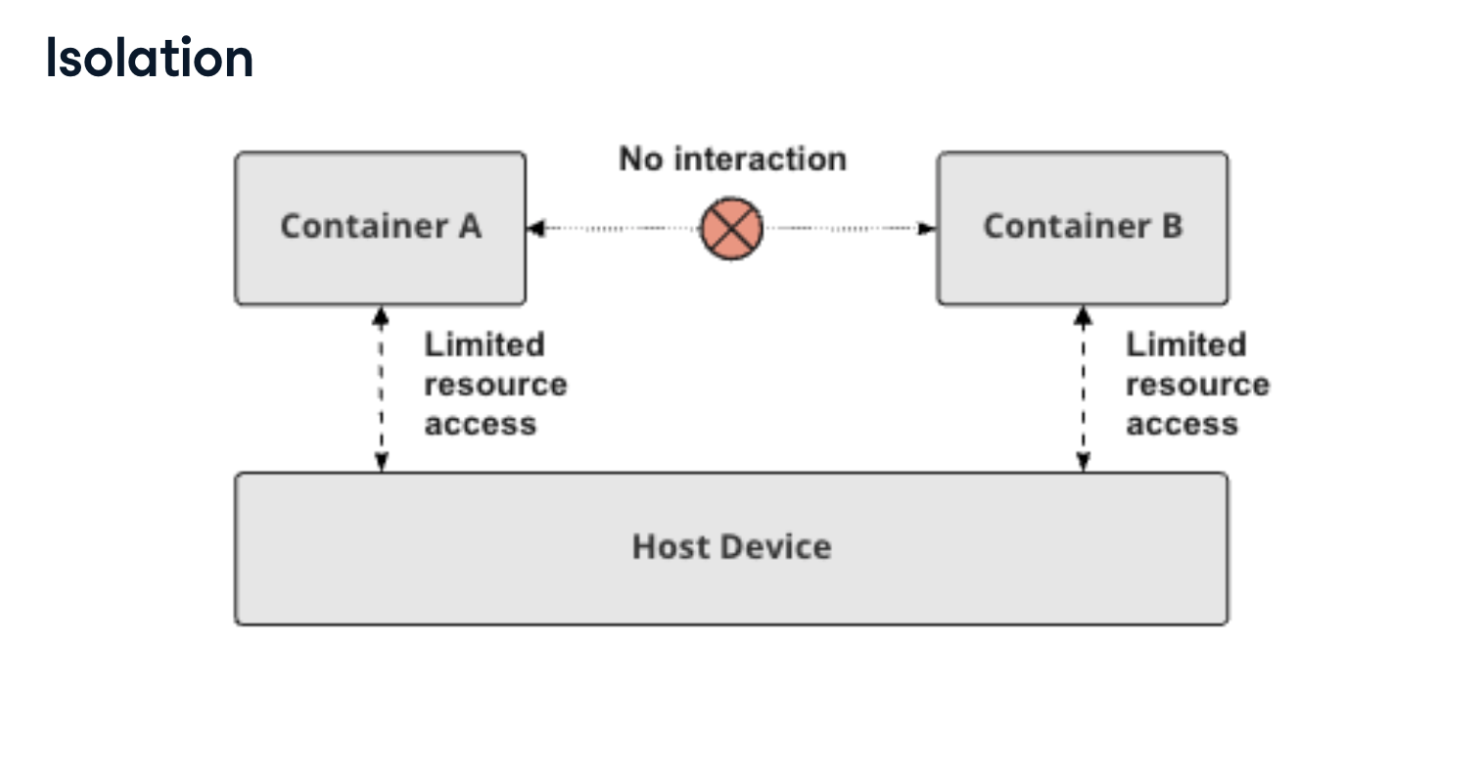 Isolation
No interaction
Container A
Container B
Limited
resource
access
Limited
resource
access
Host Device